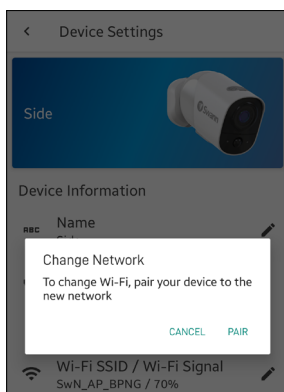 < Device Settings
Swann
Side
Device Information
ABC Name
Change Network
To change Wi-Fi, pair your device to the
new network
CANCEL PAIR
Wi-Fi SSID / Wi-Fi Signal
SwN_AP_BPNG / 70%